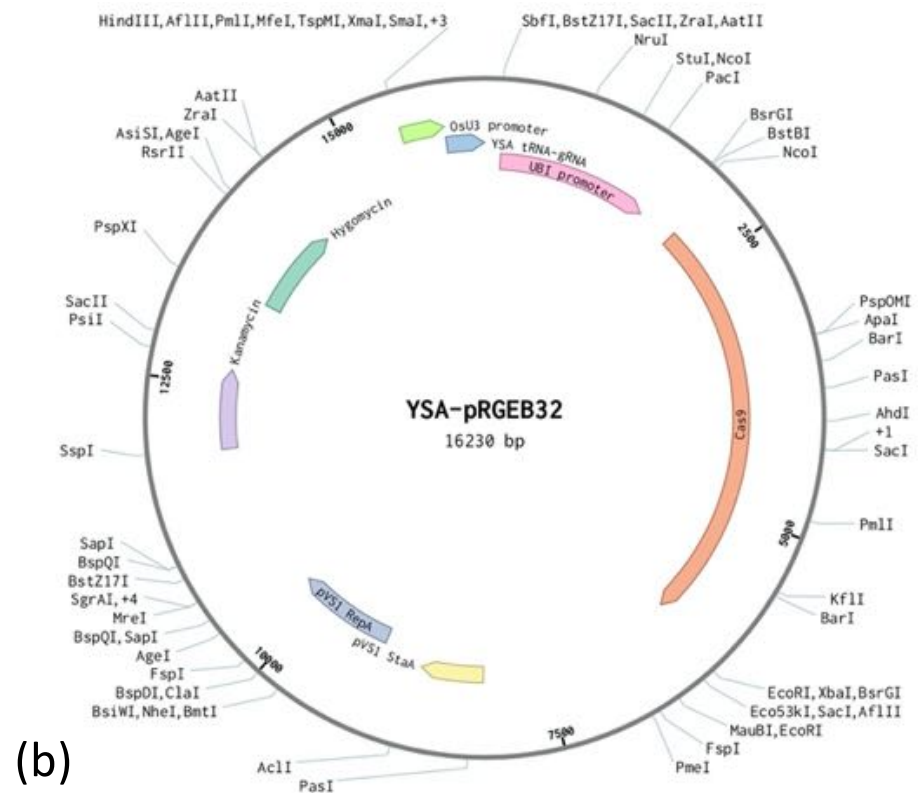 HindIII,AflII,PmlI,MfeI,TspMI,XmaI,SmaI,+3
SbfI,BstZ17I,SacII,ZraI,AatII
NruI
StuI,NcoI
PacI
BsrGI
BstBI
NcoI
2500
PspOMI
ApaI
BarI
PasI
AhdI
+1
SacI
PmlI
5000
KflI
BarI
EcoRI,XbaI,BsrGI
Eco53kI,SacI,AflII
MauBI,EcoRI
FspI
PmeI
7500
PasI
AclI
BsiWI,NheI,BmtI
BspDI,ClaI
FspI
10000
AgeI
BspQI,SapI
MreI
SgrAI,+4
BstZ17I
BspQI
SapI
SspI
12500
PsiI
SacII
PspXI
RsrII
AsiSI,AgeI
ZraI
AatII
15000
OsU3 promoter
YSA tRNA-gRNA
UBI promoter
Cas9
pVS1 StaA
pVS1 RepA
Kanamycin
Hygromycin
YSA-pRGEB32
16230 bp
(b)